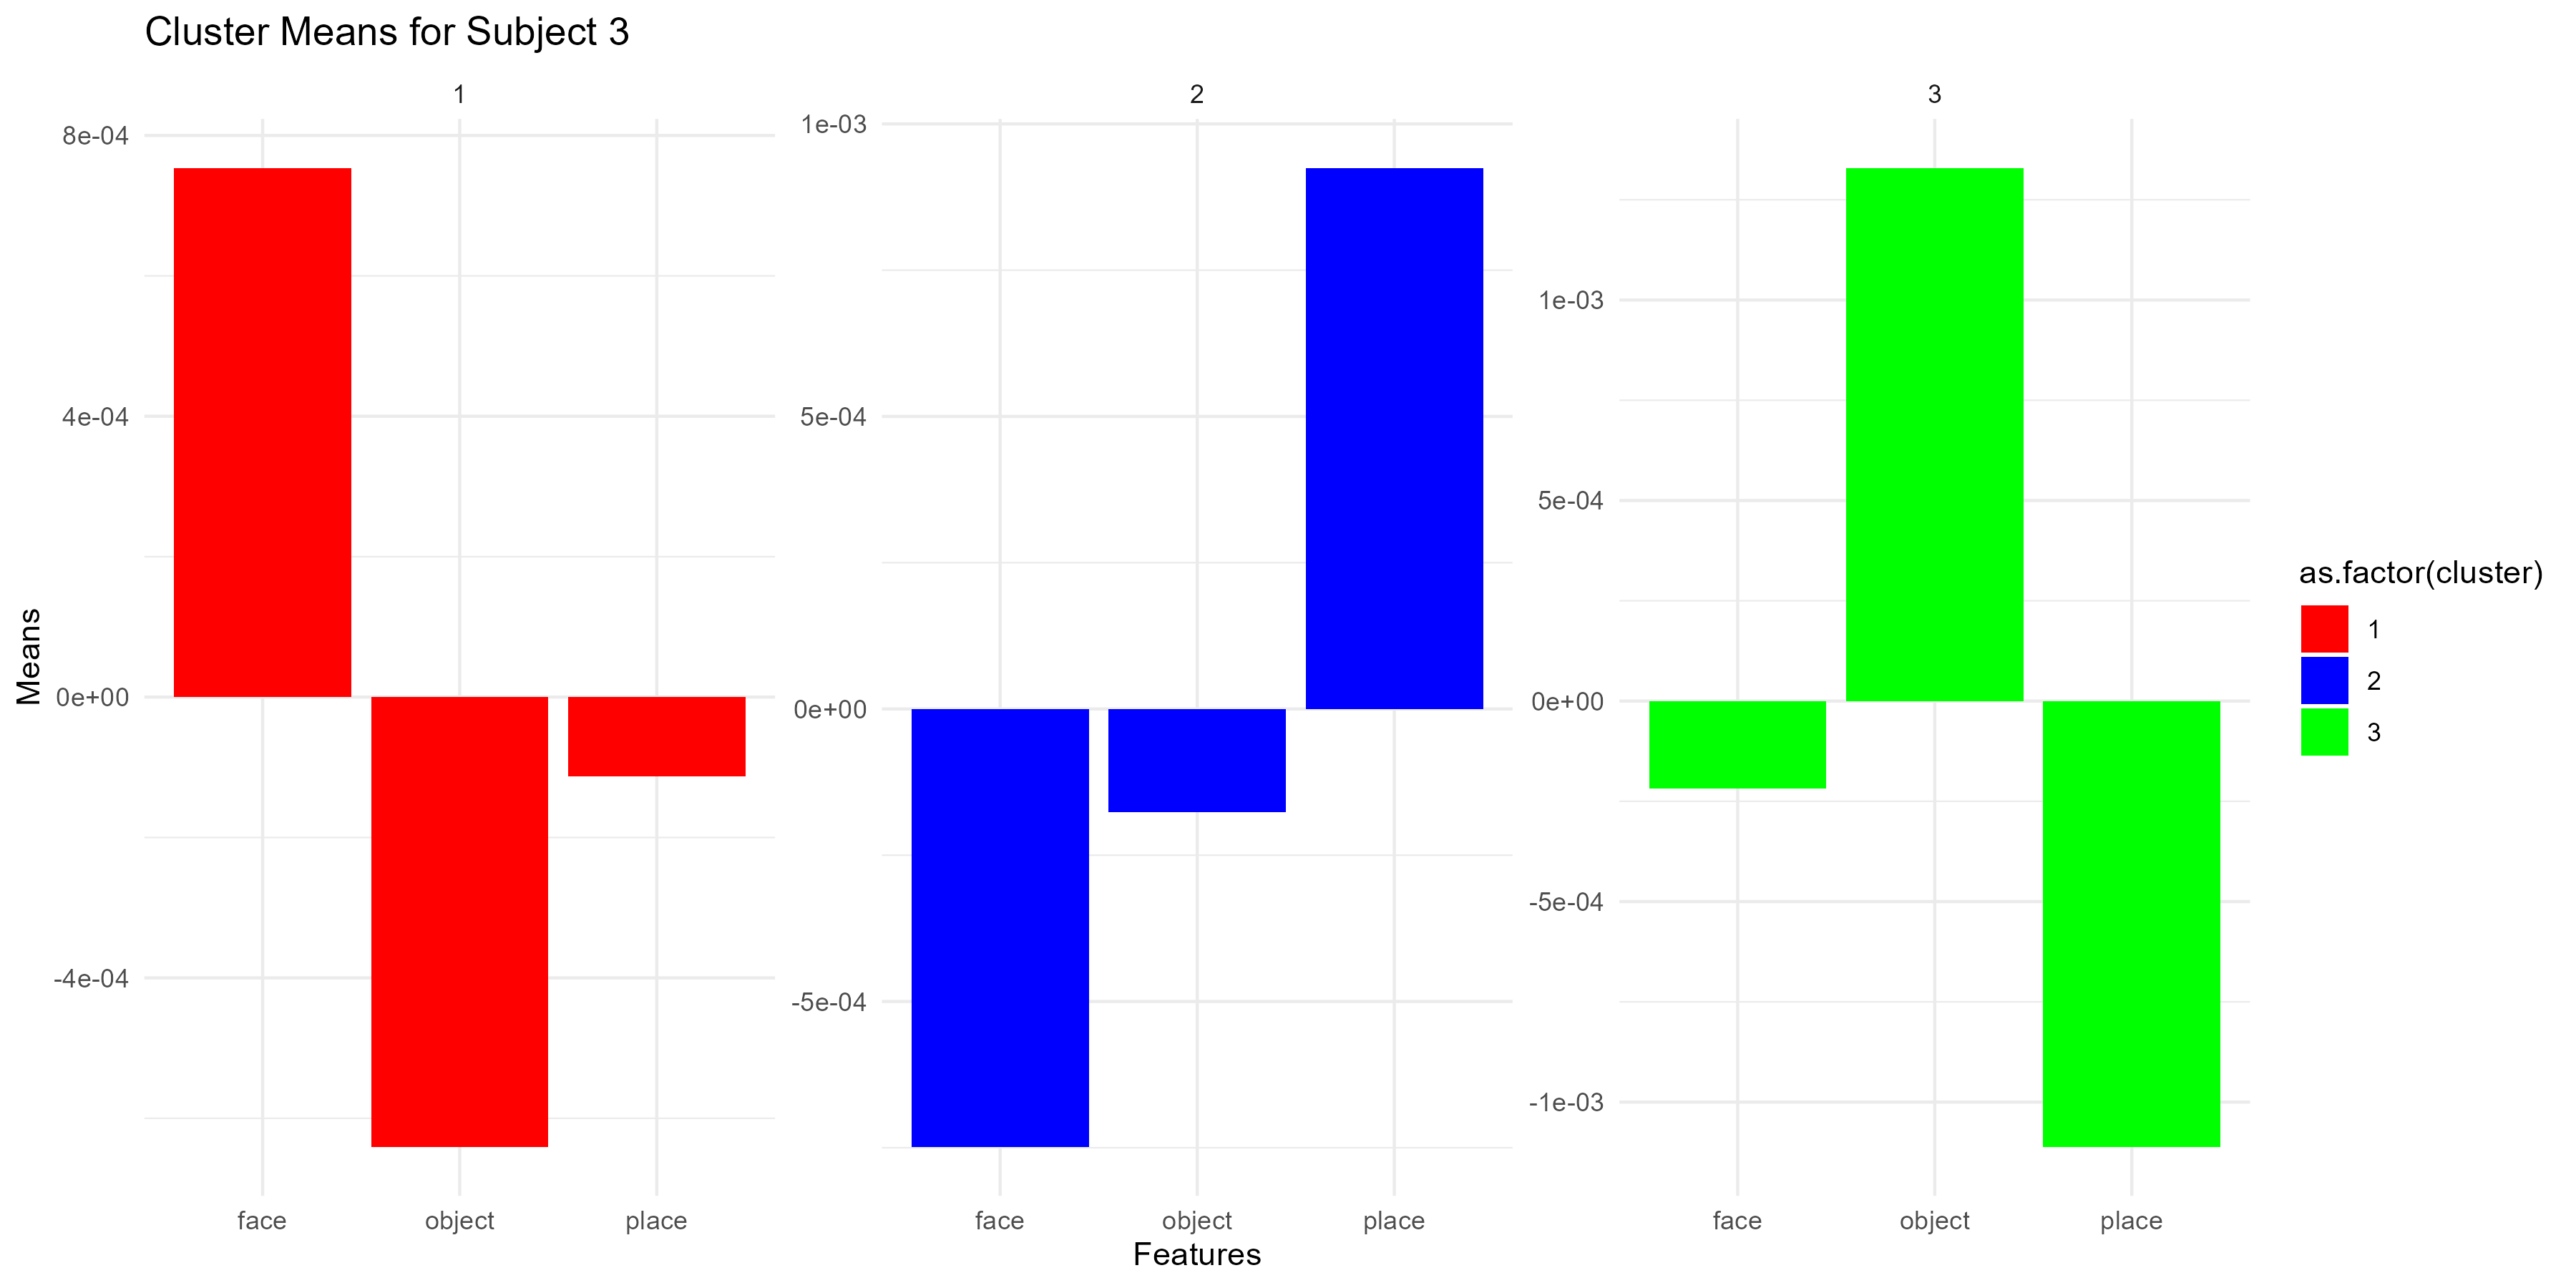 Cluster Means for Subject 3
1
2
3
Means
8e-04
4e-04
0e+00
-4e-04
1e-03
5e-04
0e+00
-5e-04
1e-03
5e-04
0e+00
-5e-04
-1e-03
face object place
face object place
face object place
Features
as.factor(cluster)
1
2
3